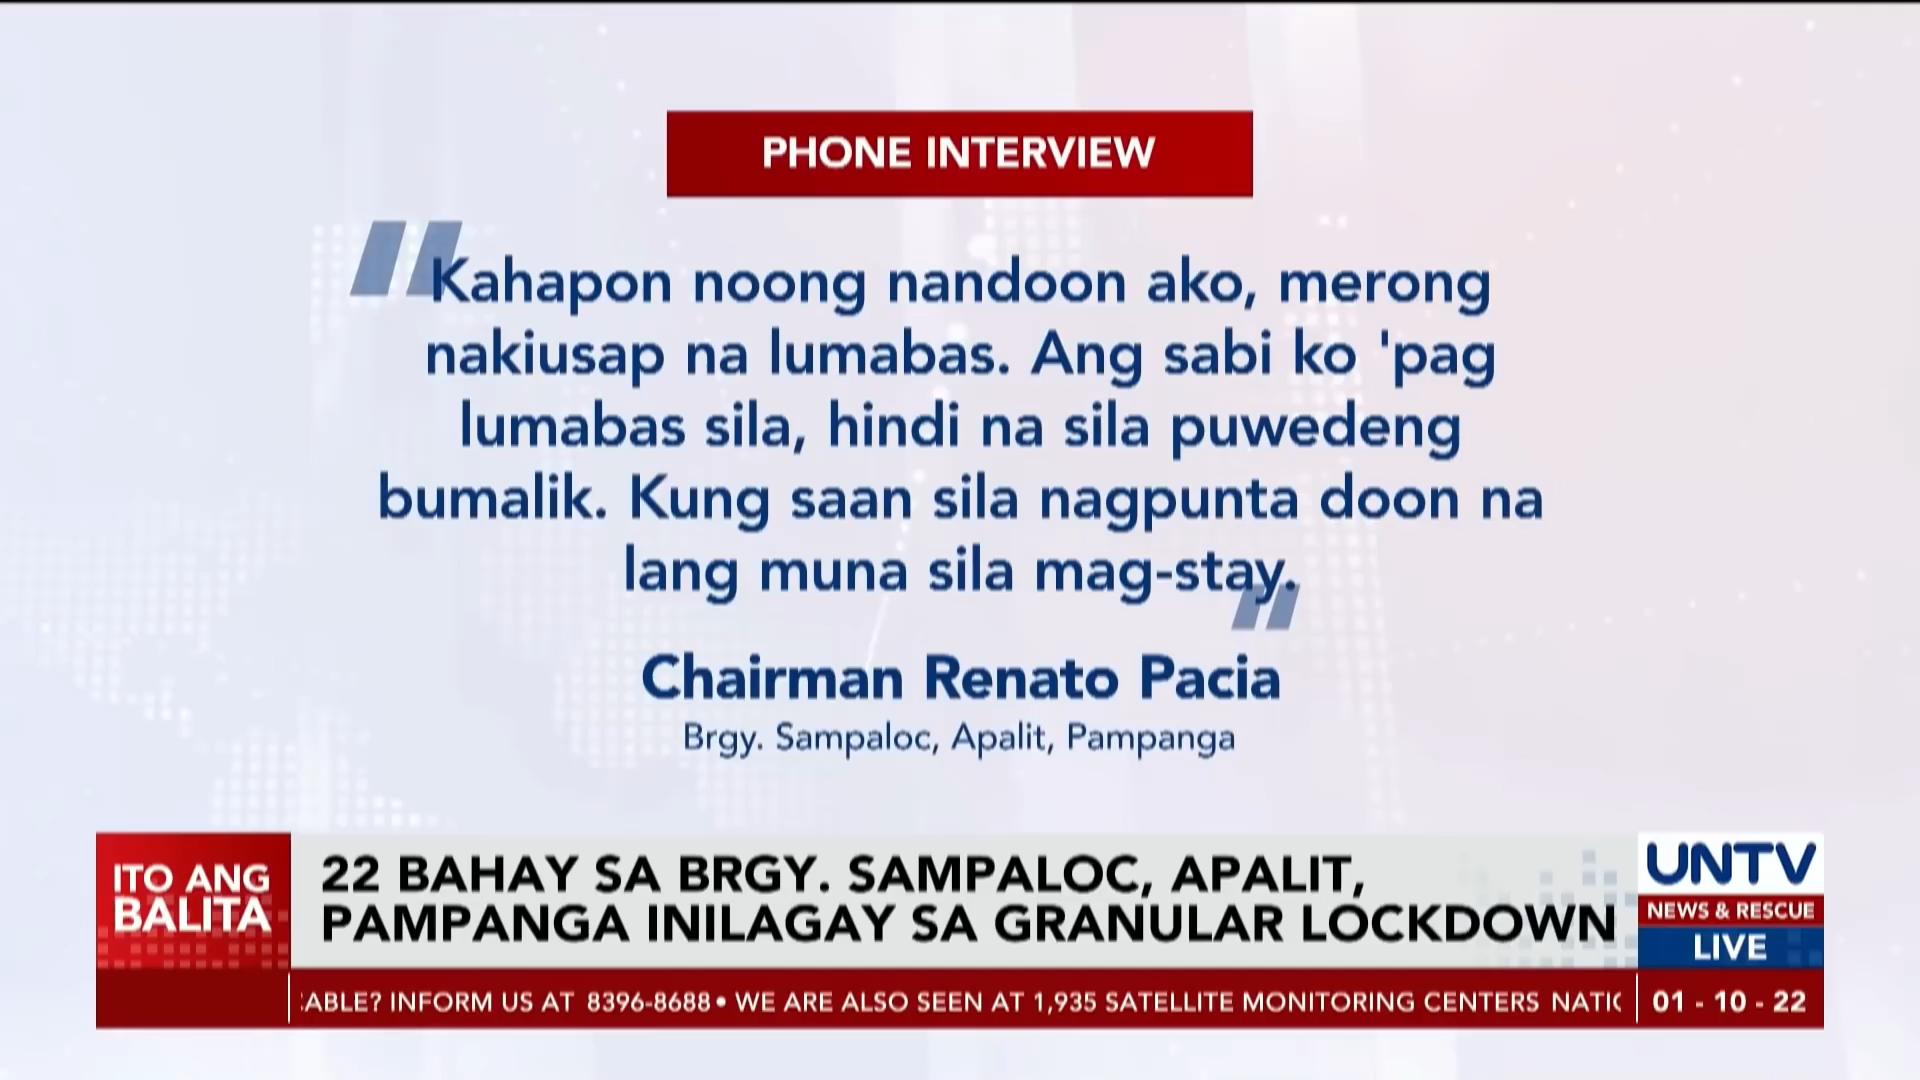 PHONE INTERVIEW
"Kahapon noong nandoon ako, merong
nakiusap na lumabas. Ang sabi ko 'pag
lumabas sila, hindi na sila puwedeng
bumalik. Kung saan sila nagpunta doon na
lang muna sila mag-stay."
Chairman Renato Pacia
Brgy. Sampaloc, Apalit, Pampanga
ITO ANG
BALITA
22 BAHAY SA BRGY. SAMPALOC, APALIT,
PAMPANGA INILAGAY SA GRANULAR LOCKDOWN
UNTV
NEWS & RESCUE
LIVE
ABLE? INFORM US AT 8396-8688 • WE ARE ALSO SEEN AT 1,935 SATELLITE MONITORING CENTERS
01 - 10 - 22